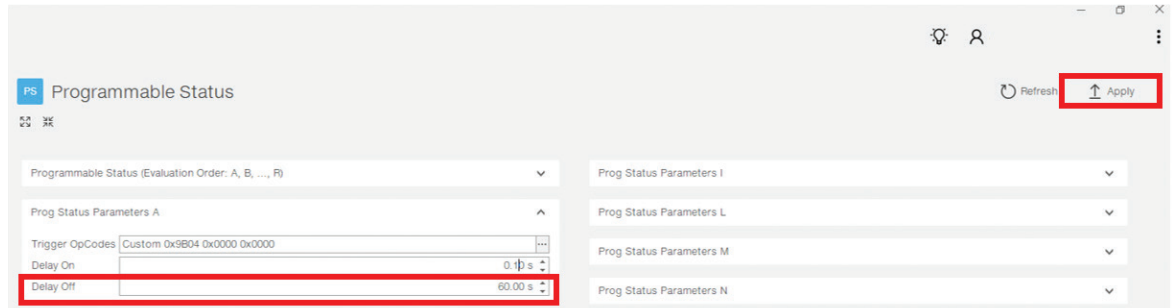 PS Programmable Status
Refresh
Apply
Programmable Status (Evaluation Order: A, B, ..., R)
Prog Status Parameters A
Trigger OpCodes Custom 0x9B04 0x0000 0x0000 ...
Delay On 0.10 s
Delay Off 60.00 s
Prog Status Parameters I
Prog Status Parameters L
Prog Status Parameters M
Prog Status Parameters N